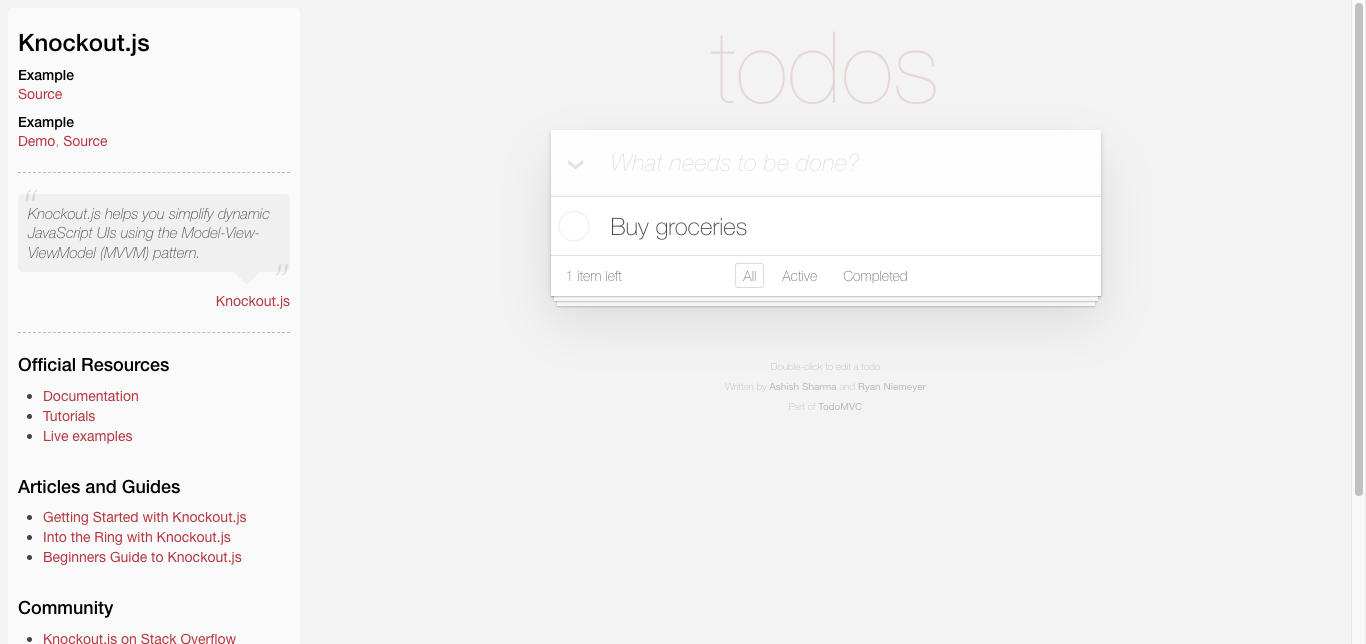 Knockout.js
Example
Source
Example
Demo, Source
“
Knockout.js helps you simplify dynamic
JavaScript UIs using the Model-View-
ViewModel (MVVM) pattern.
”
Knockout.js
Official Resources
Documentation
Tutorials
Live examples
Articles and Guides
Getting Started with Knockout.js
Into the Ring with Knockout.js
Beginners Guide to Knockout.js
Community
Knockout.js on Stack Overflow
todos
What needs to be done?
Buy groceries
1 item left All Active Completed
Double-click to edit a todo
Written by Ashish Sharma and Ryan Niemeyer
Part of TodoMVC